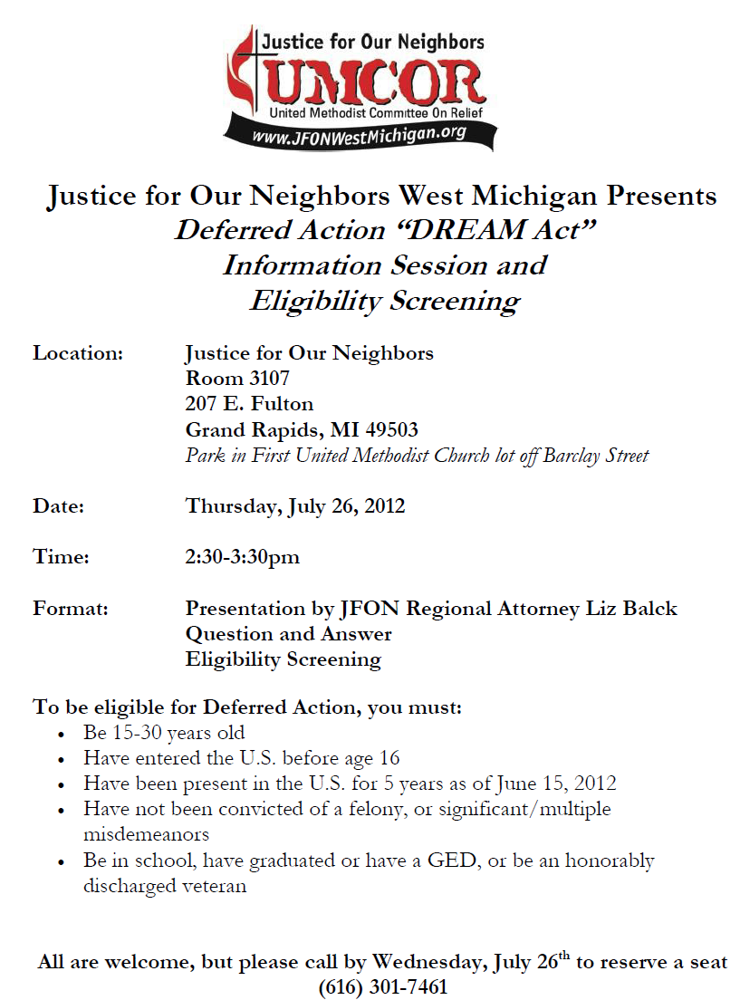 Justice for Our Neighbors
UMCOR
United Methodist Committee On Relief
www.JFONWestMichigan.org
Justice for Our Neighbors West Michigan Presents
Deferred Action “DREAM Act”
Information Session and
Eligibility Screening
Location: Justice for Our Neighbors
Room 3107
207 E. Fulton
Grand Rapids, MI 49503
Park in First United Methodist Church lot off Barclay Street
Date: Thursday, July 26, 2012
Time: 2:30-3:30pm
Format: Presentation by JFON Regional Attorney Liz Balck
Question and Answer
Eligibility Screening
To be eligible for Deferred Action, you must:
• Be 15-30 years old
• Have entered the U.S. before age 16
• Have been present in the U.S. for 5 years as of June 15, 2012
• Have not been convicted of a felony, or significant/multiple
misdemeanors
• Be in school, have graduated or have a GED, or be an honorably
discharged veteran
All are welcome, but please call by Wednesday, July 26th to reserve a seat
(616) 301-7461